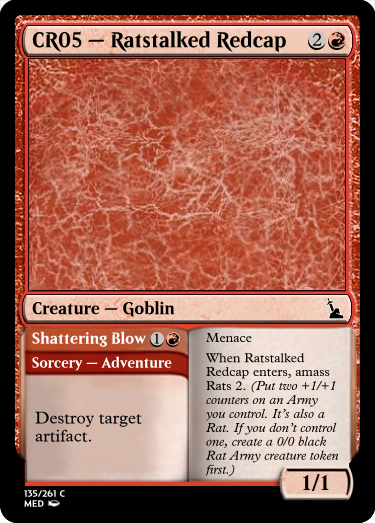 CR05 — Ratstalked Redcap 2
Creature — Goblin
Shattering Blow 1
Sorcery — Adventure
Destroy target
artifact.
Menace
When Ratstalked
Redcap enters, amass
Rats 2. (Put two +1/+1
counters on an Army
you control. It's also a
Rat. If you don't control
one, create a 0/0 black
Rat Army creature token
first.)
1/1
135/261 C
MED